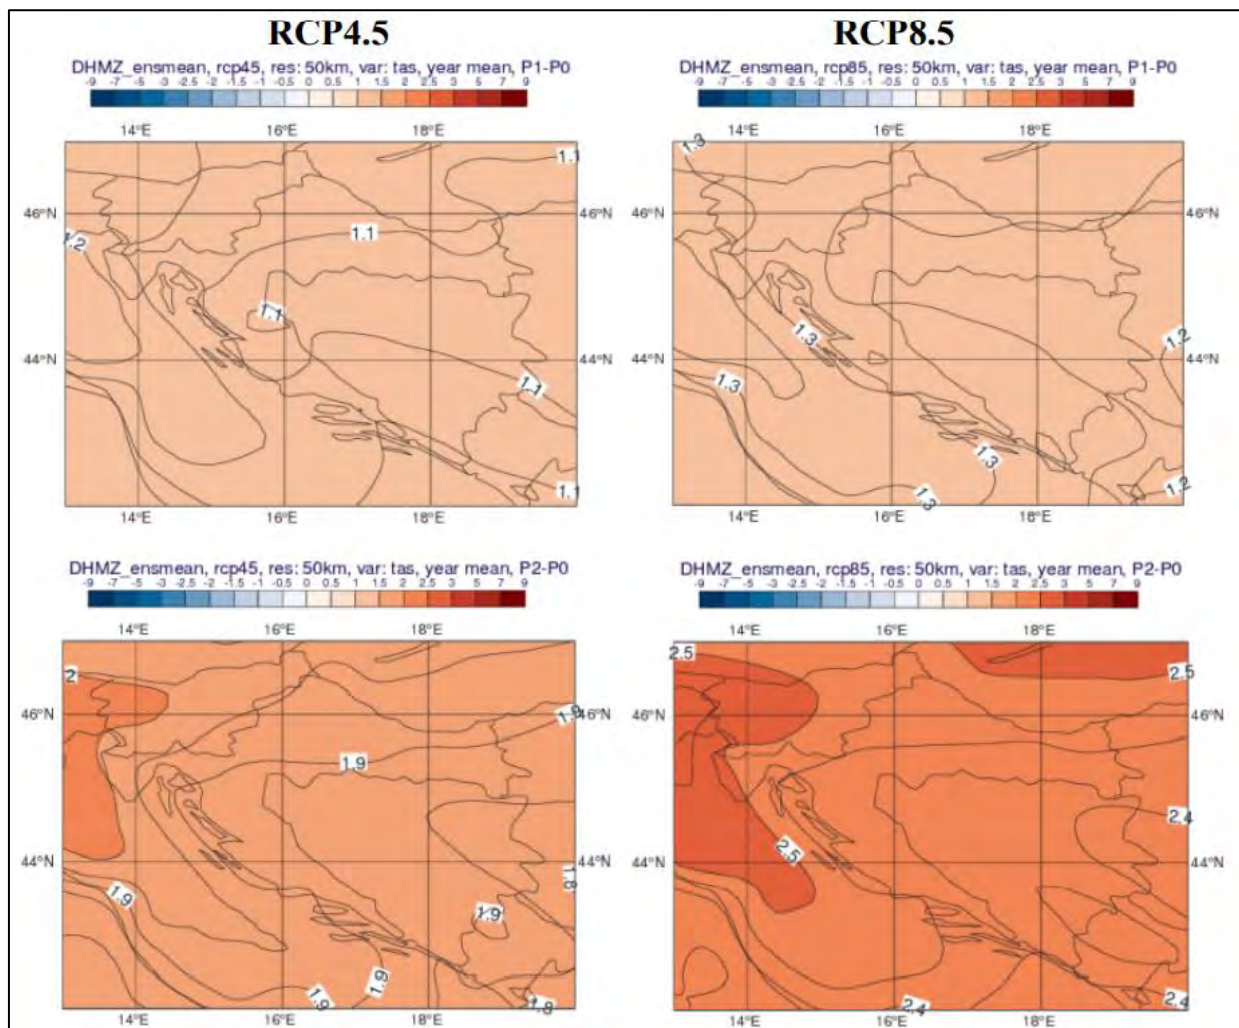 RCP4.5
RCP8.5
DHMZ_ensmean, rcp45, res: 50km, var: tas, year mean, P1-P0
-9 -7 -5 -3 -2.5 -2 -1.5 -1 -0.5 0 0.5 1 1.5 2 2.5 3 5 7 9
14°E 16°E 18°E
1.1
46°N 46°N
1.2
1.1
1.1
44°N 44°N
1.1
1.1
14°E 16°E 18°E
DHMZ_ensmean, rcp85, res: 50km, var: tas, year mean, P1-P0
-9 -7 -5 -3 -2.5 -2 -1.5 -1 -0.5 0 0.5 1 1.5 2 2.5 3 5 7 9
14°E 16°E 18°E
1.3
46°N 46°N
1.3
1.2
44°N 44°N
1.3
1.3
1.3
1.2
14°E 16°E 18°E
DHMZ_ensmean, rcp45, res: 50km, var: tas, year mean, P2-P0
-9 -7 -5 -3 -2.5 -2 -1.5 -1 -0.5 0 0.5 1 1.5 2 2.5 3 5 7 9
14°E 16°E 18°E
2
46°N 46°N
1.9
1.9
44°N 44°N
1.8
1.9
1.9
1.9
1.9
1.8
14°E 16°E 18°E
DHMZ_ensmean, rcp85, res: 50km, var: tas, year mean, P2-P0
-9 -7 -5 -3 -2.5 -2 -1.5 -1 -0.5 0 0.5 1 1.5 2 2.5 3 5 7 9
14°E 16°E 18°E
2.5
2.5
46°N 46°N
2.4
2.4
2.5
44°N 44°N
2.4
2.4
14°E 16°E 18°E